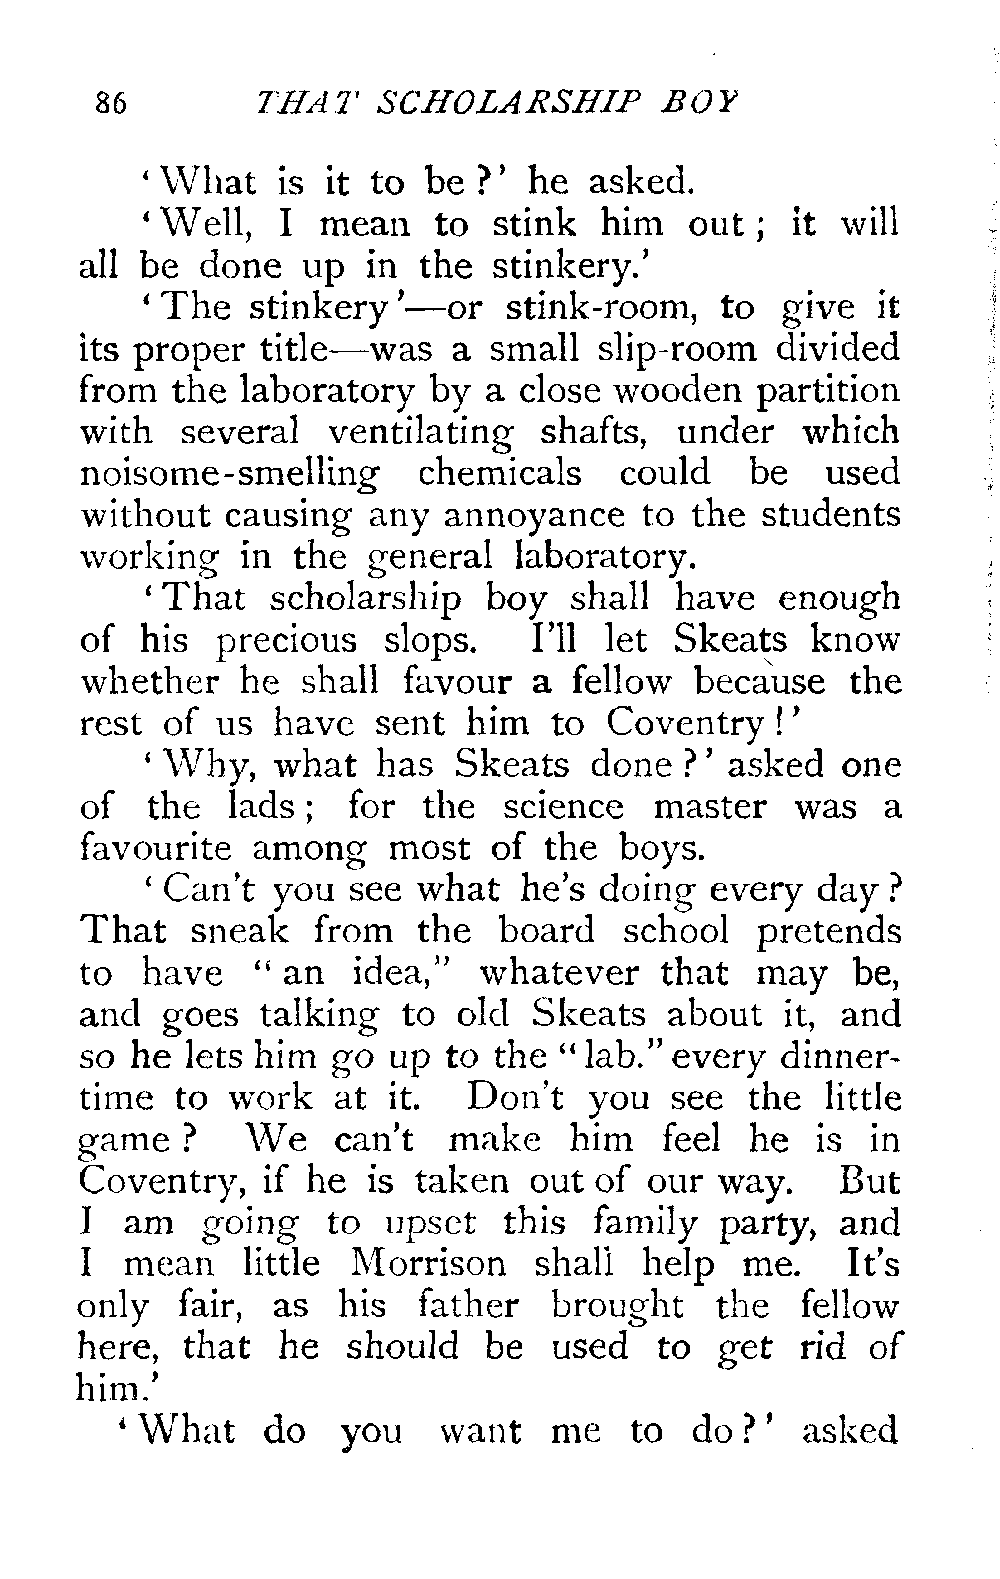 86 THAT SCHOLARSHIP BOY
‘What is it to be?’ he asked.
‘Well, I mean to stink him out; it will
all be done up in the stinkery.’
‘The stinkery’—or stink-room, to give it
its proper title—was a small slip-room divided
from the laboratory by a close wooden partition
with several ventilating shafts, under which
noisome-smelling chemicals could be used
without causing any annoyance to the students
working in the general laboratory.
‘That scholarship boy shall have enough
of his precious slops. I’ll let Skeats know
whether he shall favour a fellow because the
rest of us have sent him to Coventry!’
‘Why, what has Skeats done?’ asked one
of the lads; for the science master was a
favourite among most of the boys.
‘Can’t you see what he’s doing every day?
That sneak from the board school pretends
to have “an idea,” whatever that may be,
and goes talking to old Skeats about it, and
so he lets him go up to the “lab.” every dinner-
time to work at it. Don’t you see the little
game? We can’t make him feel he is in
Coventry, if he is taken out of our way. But
I am going to upset this family party, and
I mean little Morrison shall help me. It’s
only fair, as his father brought the fellow
here, that he should be used to get rid of
him.’
‘What do you want me to do?’ asked